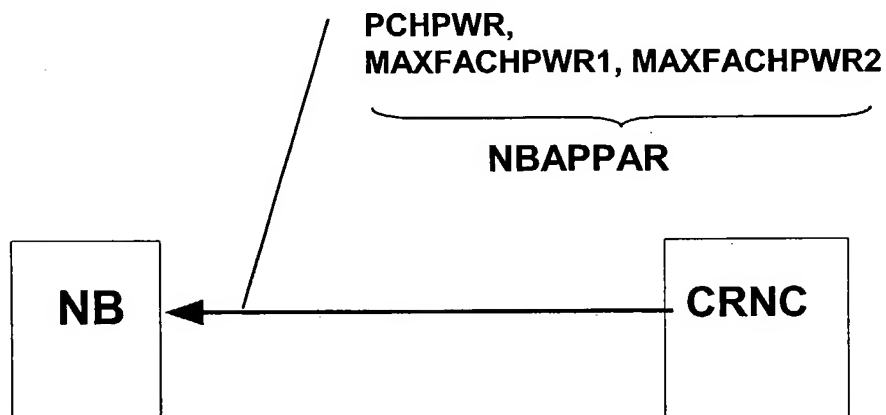 PCHPWR,
MAXFACHPWR1, MAXFACHPWR2
NBAPPAR
NB
CRNC